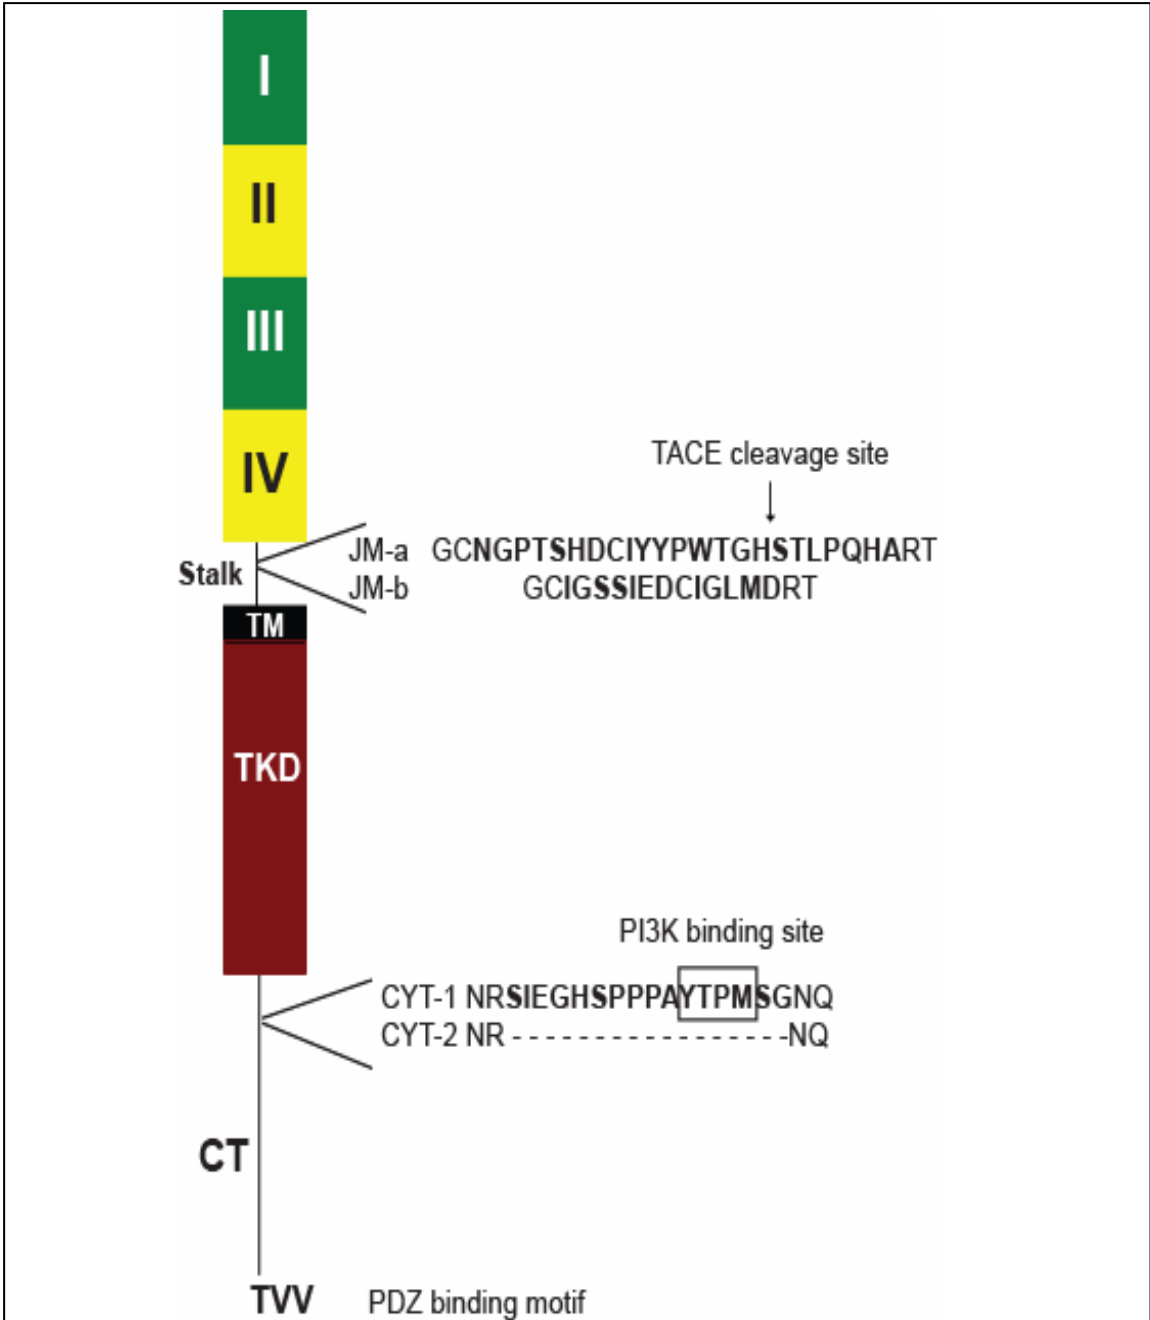 I
II
III
IV
TACE cleavage site
Stalk
JM-a GCNGPTSHDCIYYPWTGHSTLPQHART
JM-b GCIGSSIEDCIGLMDRT
TM
TKD
PI3K binding site
CYT-1 NRSIEGHSPPPAYTPMSGNQ
CYT-2 NR - - - - - - - - - - - - - - - - - -NQ
CT
TVV PDZ binding motif